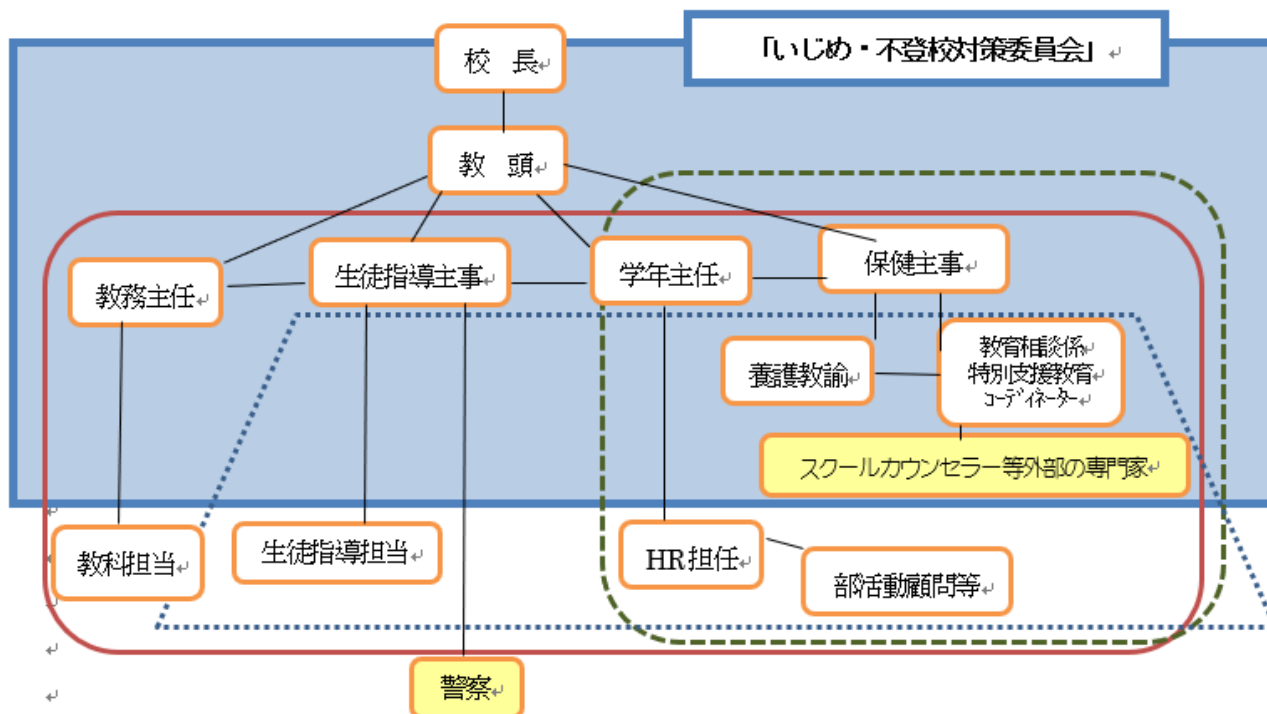 「いじめ・不登校対策委員会」
校　長
教　頭
教務主任
生徒指導主事
学年主任
保健主事
養護教諭
教育相談係
特別支援教育
ｺｰﾃﾞｨﾈｰﾀｰ
スクールカウンセラー等外部の専門家
教科担当
生徒指導担当
HR担任
部活動顧問等
警察